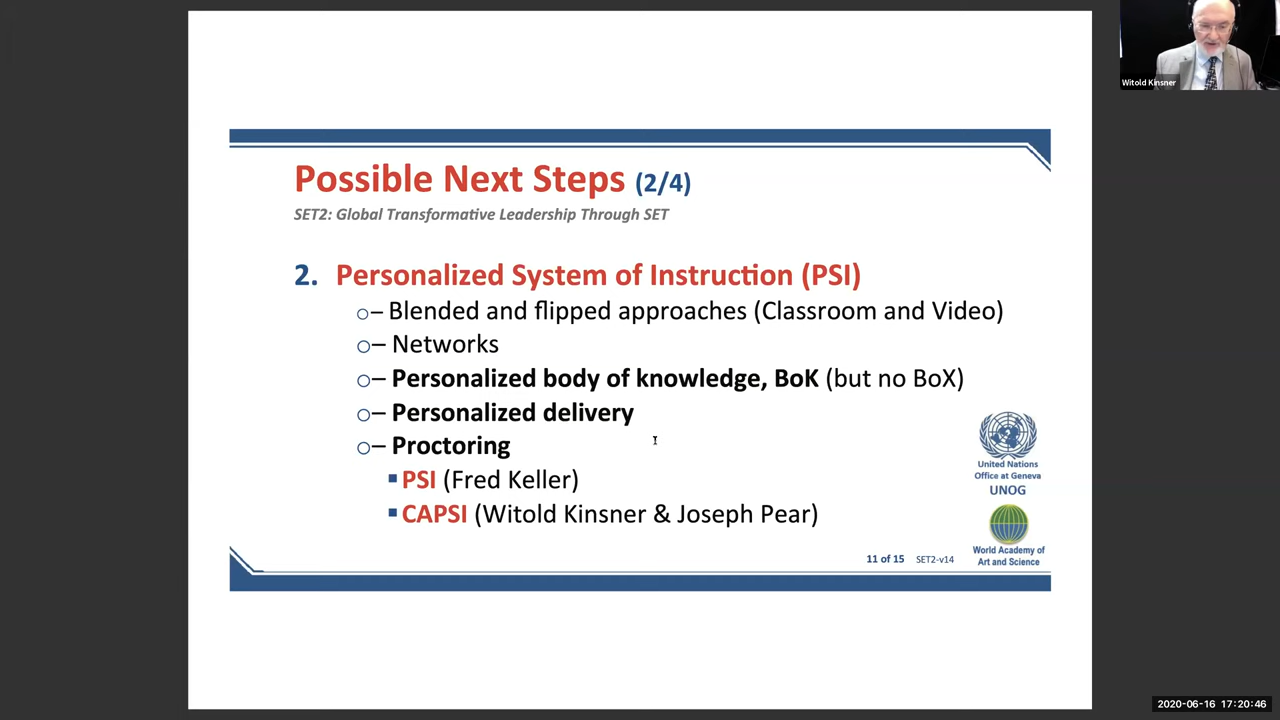 Witold Kinsner
Possible Next Steps (2/4)
SET2: Global Transformative Leadership Through SET
2. Personalized System of Instruction (PSI)
– Blended and flipped approaches (Classroom and Video)
– Networks
– Personalized body of knowledge, BoK (but no BoX)
– Personalized delivery
– Proctoring
PSI (Fred Keller)
CAPSI (Witold Kinsner & Joseph Pear)
United Nations
Office at Geneva
UNOG
World Academy of
Art and Science
11 of 15 SET2-v14
2020-06-16 17:20:46